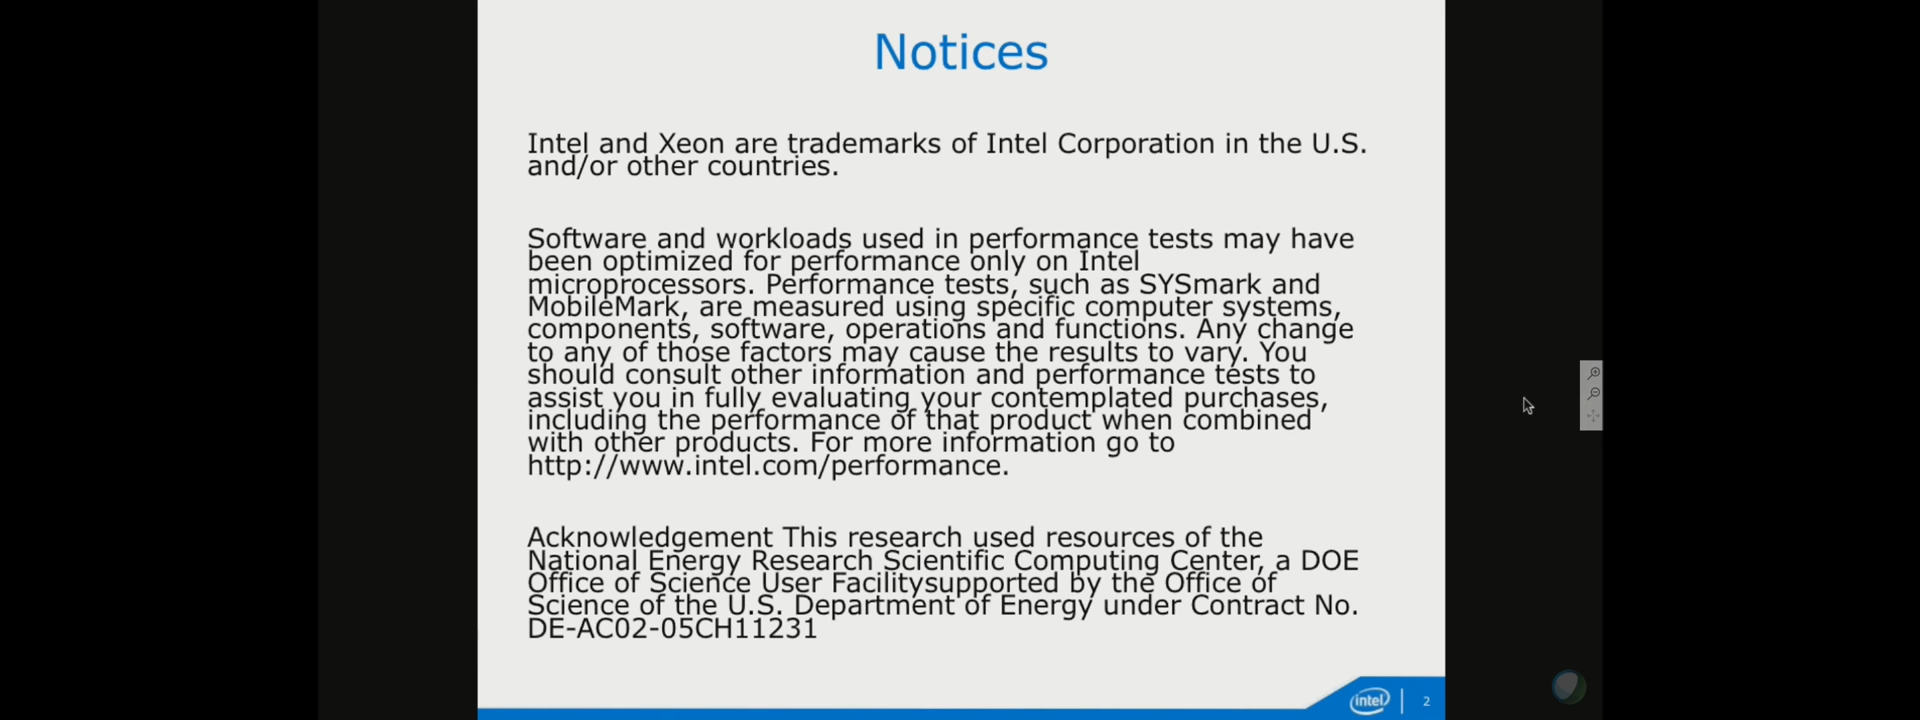 Notices
Intel and Xeon are trademarks of Intel Corporation in the U.S.
and/or other countries.
Software and workloads used in performance tests may have
been optimized for performance only on Intel
microprocessors. Performance tests, such as SYSmark and
MobileMark, are measured using specific computer systems,
components, software, operations and functions. Any change
to any of those factors may cause the results to vary. You
should consult other information and performance tests to
assist you in fully evaluating your contemplated purchases,
including the performance of that product when combined
with other products. For more information go to
http://www.intel.com/performance.
Acknowledgement This research used resources of the
National Energy Research Scientific Computing Center, a DOE
Office of Science User Facilitysupported by the Office of
Science of the U.S. Department of Energy under Contract No.
DE-AC02-05CH11231
intel 2